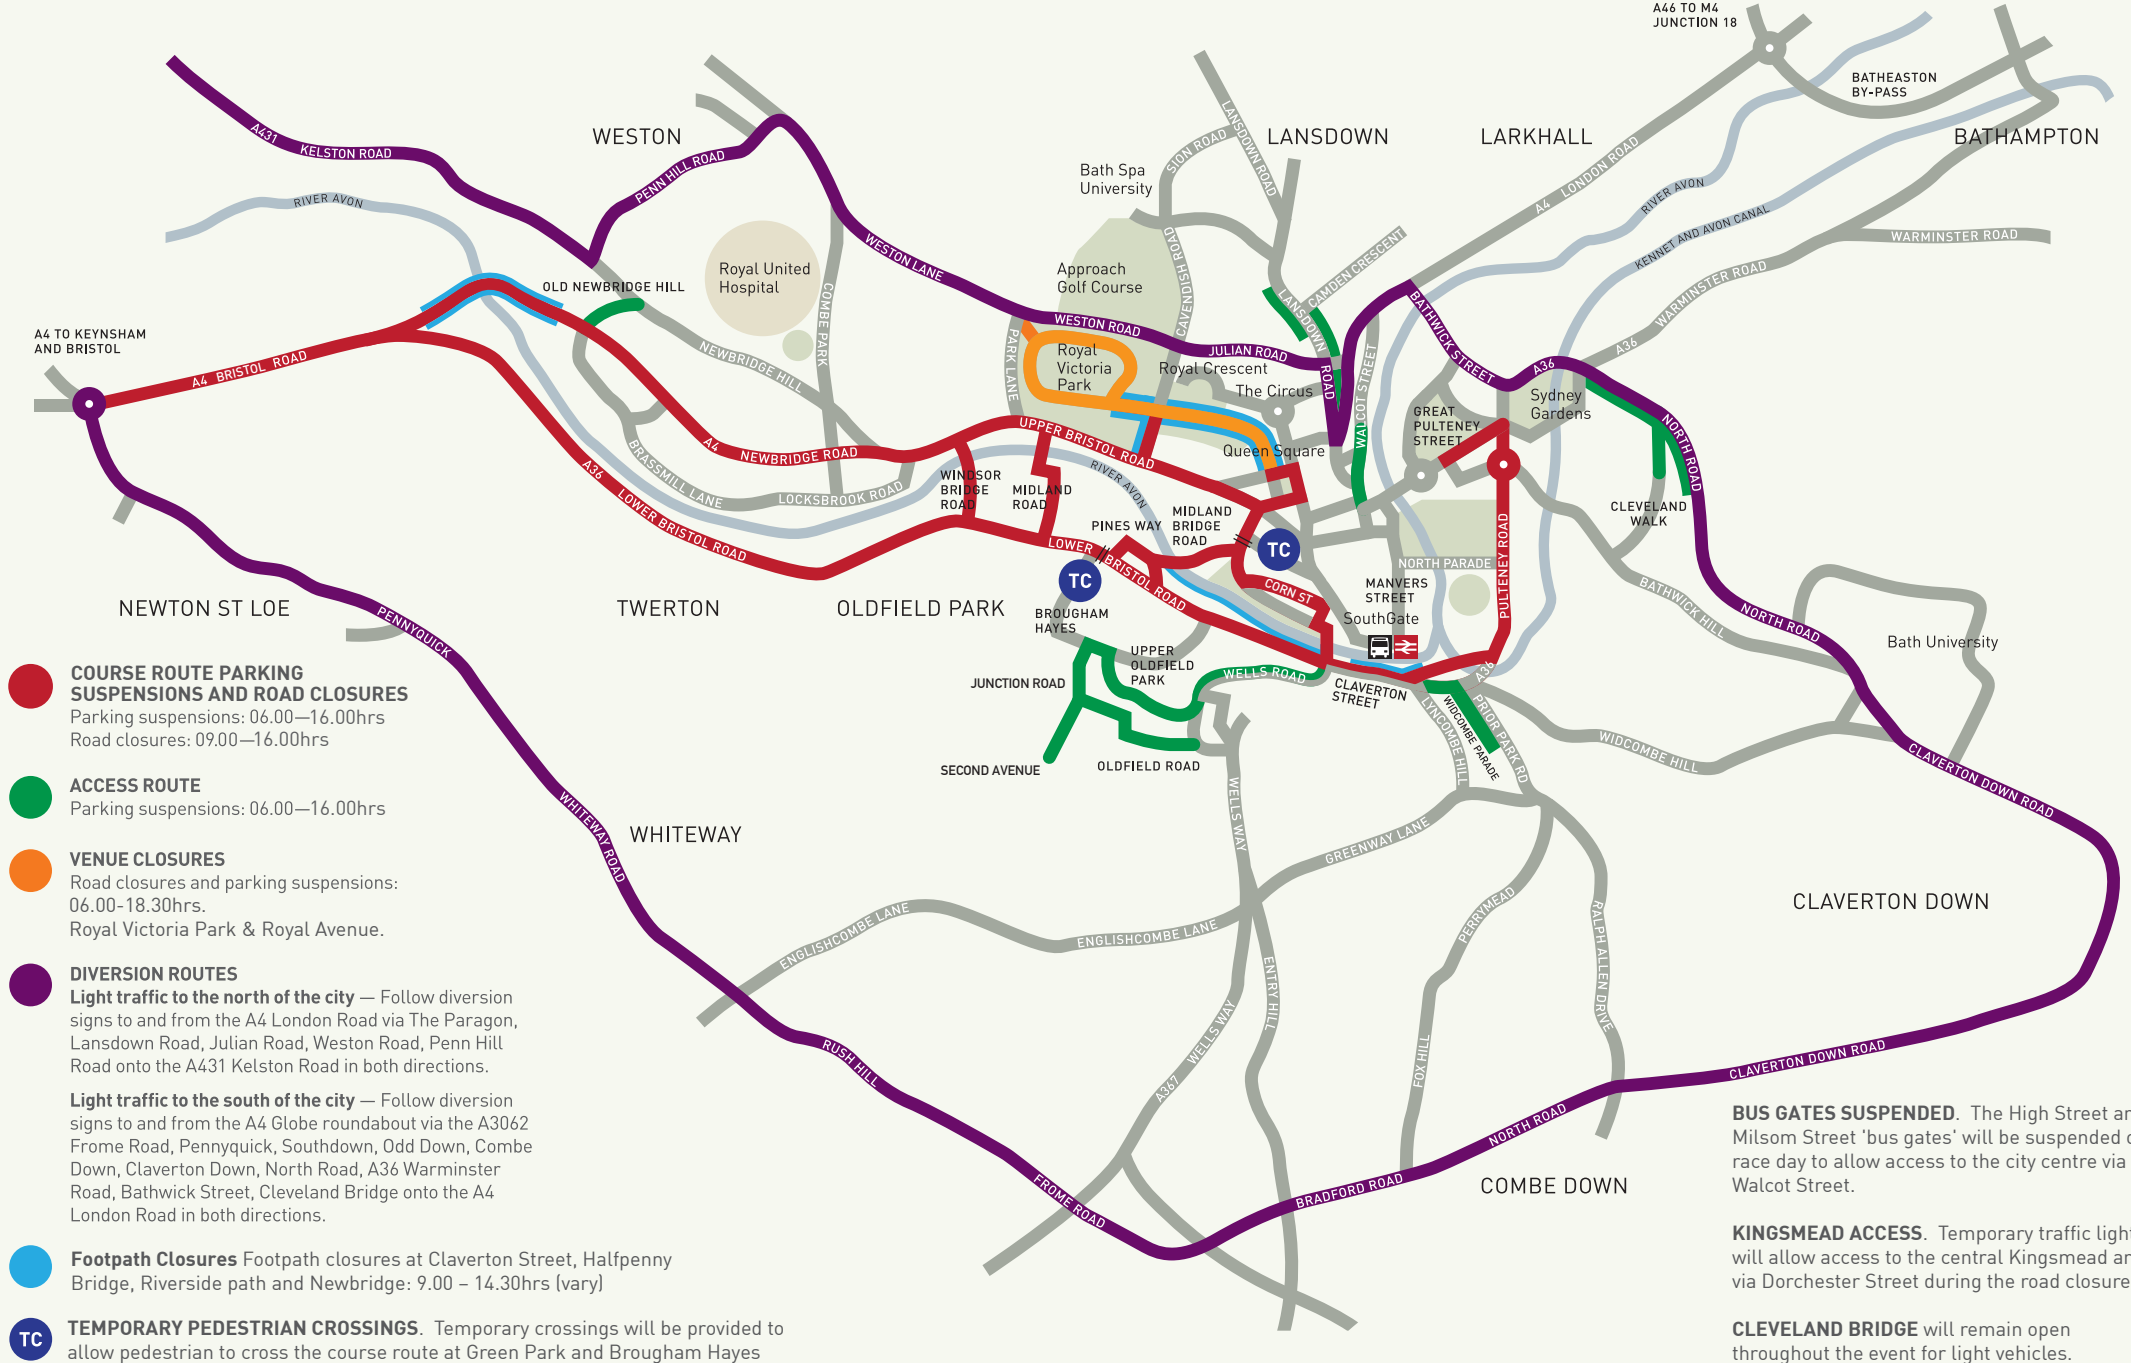 A46 TO M4
JUNCTION 18
BATHEASTON
BY-PASS
WESTON
LANSDOWN
LARKHALL
BATHAMPTON
A431
KELSTON ROAD
PENN HILL ROAD
RIVER AVON
Bath Spa
University
SION ROAD
LANSDOWN ROAD
A4 LONDON ROAD
RIVER AVON
KENNET AND AVON CANAL
WARMINSTER ROAD
WARMINSTER ROAD
A36
Royal United
Hospital
WESTON LANE
Approach
Golf Course
CAVENDISH ROAD
CAMDEN CRESCENT
LANSDOWN
ROAD
OLD NEWBRIDGE HILL
COMBE PARK
NEWBRIDGE HILL
A4 TO KEYNSHAM
AND BRISTOL
A4 BRISTOL ROAD
WESTON ROAD
JULIAN ROAD
PARK LANE
Royal
Victoria
Park
Royal Crescent
The Circus
WALCOT STREET
BATHWICK STREET
A36
Sydney
Gardens
GREAT
PULTENEY
STREET
NORTH ROAD
CLEVELAND
WALK
UPPER BRISTOL ROAD
Queen Square
A4
NEWBRIDGE ROAD
BRASSMILL LANE
LOCKSBROOK ROAD
A36
LOWER BRISTOL ROAD
WINDSOR
BRIDGE
ROAD
MIDLAND
ROAD
RIVER AVON
PINES WAY
MIDLAND
BRIDGE
ROAD
TC
TC
LOWER
BRISTOL ROAD
CORN ST
NORTH PARADE
PULTENEY ROAD
MANVERS
STREET
SouthGate
BATHWICK HILL
NORTH ROAD
Bath University
NEWTON ST LOE
TWERTON
OLDFIELD PARK
BROUGHAM
HAYES
UPPER
OLDFIELD
PARK
WELLS ROAD
CLAVERTON
STREET
A36
JUNCTION ROAD
SECOND AVENUE
OLDFIELD ROAD
LYNCOMBE HILL
WIDCOMBE PARADE
PRIOR PARK RD
WIDCOMBE HILL
CLAVERTON DOWN ROAD
PENNYQUICK
WHITEWAY ROAD
WHITEWAY
WELLS WAY
GREENWAY LANE
ENGLISHCOMBE LANE
ENGLISHCOMBE LANE
PERRYMEAD
RALPH ALLEN DRIVE
CLAVERTON DOWN
ENTRY HILL
A367
WELLS WAY
FOX HILL
RUSH HILL
FROME ROAD
BRADFORD ROAD
NORTH ROAD
CLAVERTON DOWN ROAD
COMBE DOWN
COURSE ROUTE PARKING
SUSPENSIONS AND ROAD CLOSURES
Parking suspensions: 06.00—16.00hrs
Road closures: 09.00—16.00hrs
ACCESS ROUTE
Parking suspensions: 06.00—16.00hrs
VENUE CLOSURES
Road closures and parking suspensions:
06.00-18.30hrs.
Royal Victoria Park & Royal Avenue.
DIVERSION ROUTES
Light traffic to the north of the city — Follow diversion
signs to and from the A4 London Road via The Paragon,
Lansdown Road, Julian Road, Weston Road, Penn Hill
Road onto the A431 Kelston Road in both directions.
Light traffic to the south of the city — Follow diversion
signs to and from the A4 Globe roundabout via the A3062
Frome Road, Pennyquick, Southdown, Odd Down, Combe
Down, Claverton Down, North Road, A36 Warminster
Road, Bathwick Street, Cleveland Bridge onto the A4
London Road in both directions.
Footpath Closures Footpath closures at Claverton Street, Halfpenny
Bridge, Riverside path and Newbridge: 9.00 – 14.30hrs (vary)
TC
TEMPORARY PEDESTRIAN CROSSINGS. Temporary crossings will be provided to
allow pedestrian to cross the course route at Green Park and Brougham Hayes
BUS GATES SUSPENDED. The High Street
Milsom Street 'bus gates' will be suspended
race day to allow access to the city centre via
Walcot Street.
KINGSMEAD ACCESS. Temporary traffic light
will allow access to the central Kingsmead
via Dorchester Street during the road closure
CLEVELAND BRIDGE will remain open
throughout the event for light vehicles.